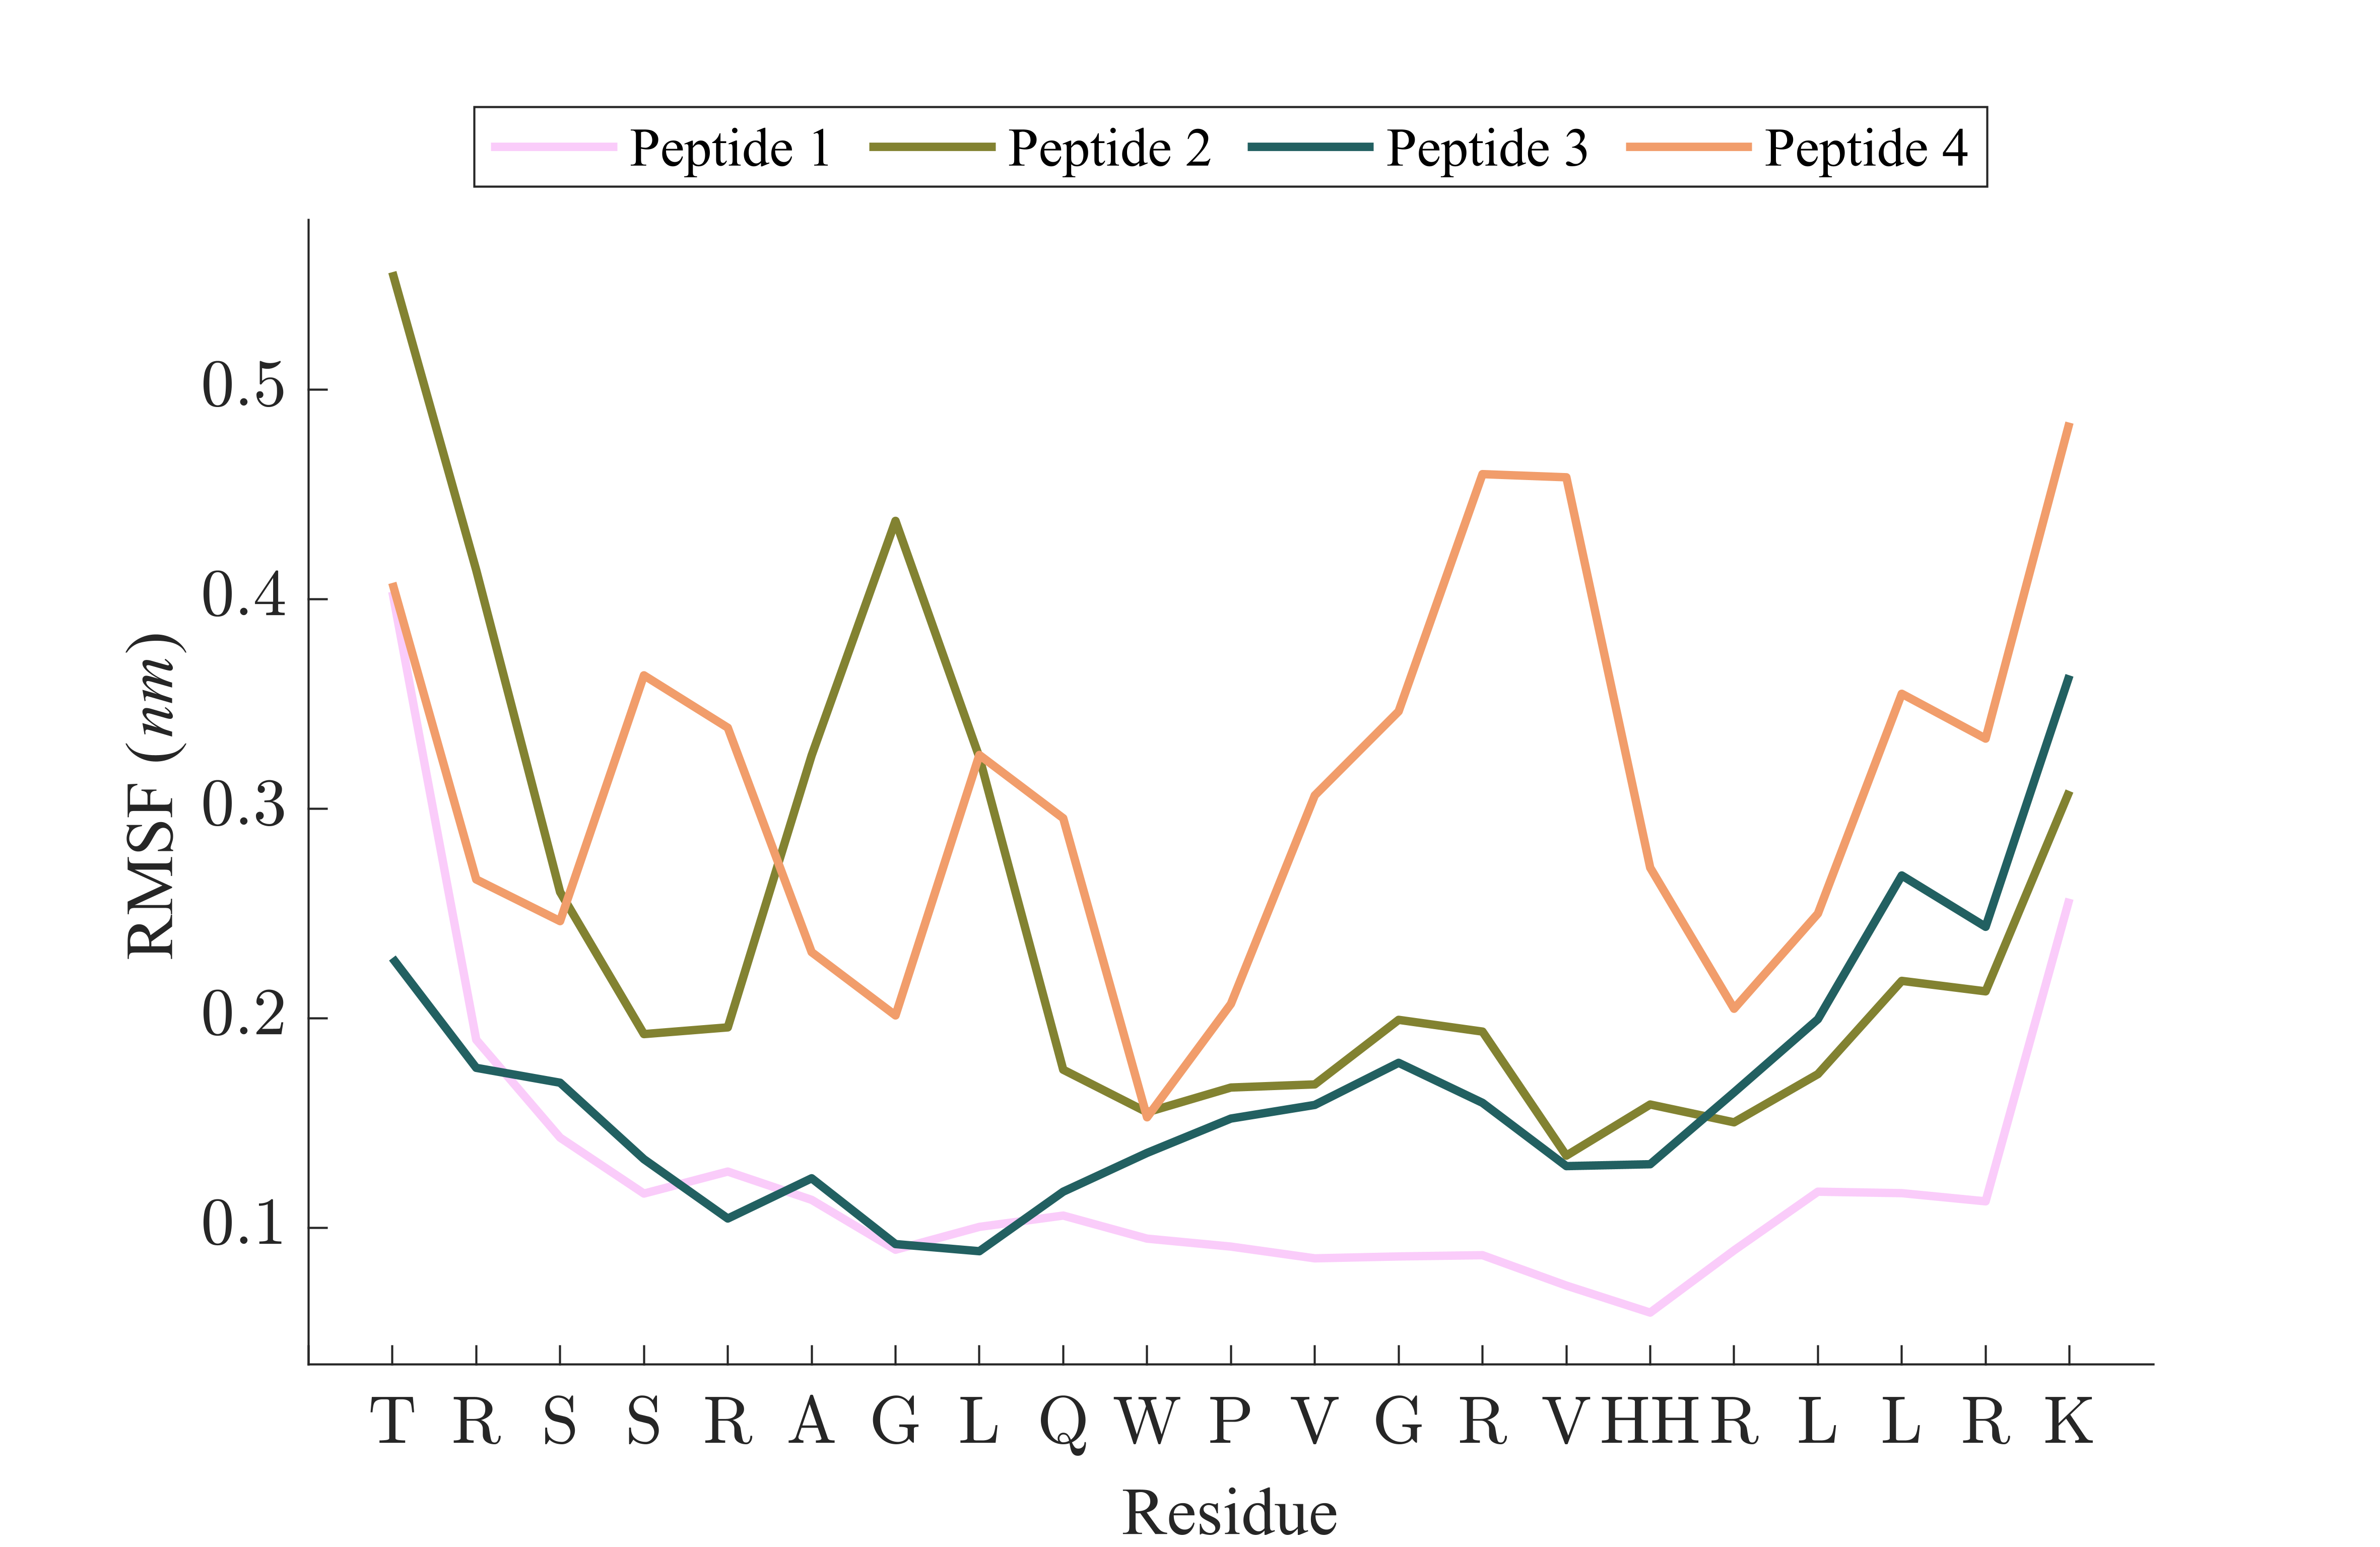 Peptide 1 Peptide 2 Peptide 3 Peptide 4
0.5
0.4
0.3
0.2
0.1
RMSF (nm)
T R S S R A G L Q W P V G R V HHH R L L R K
Residue